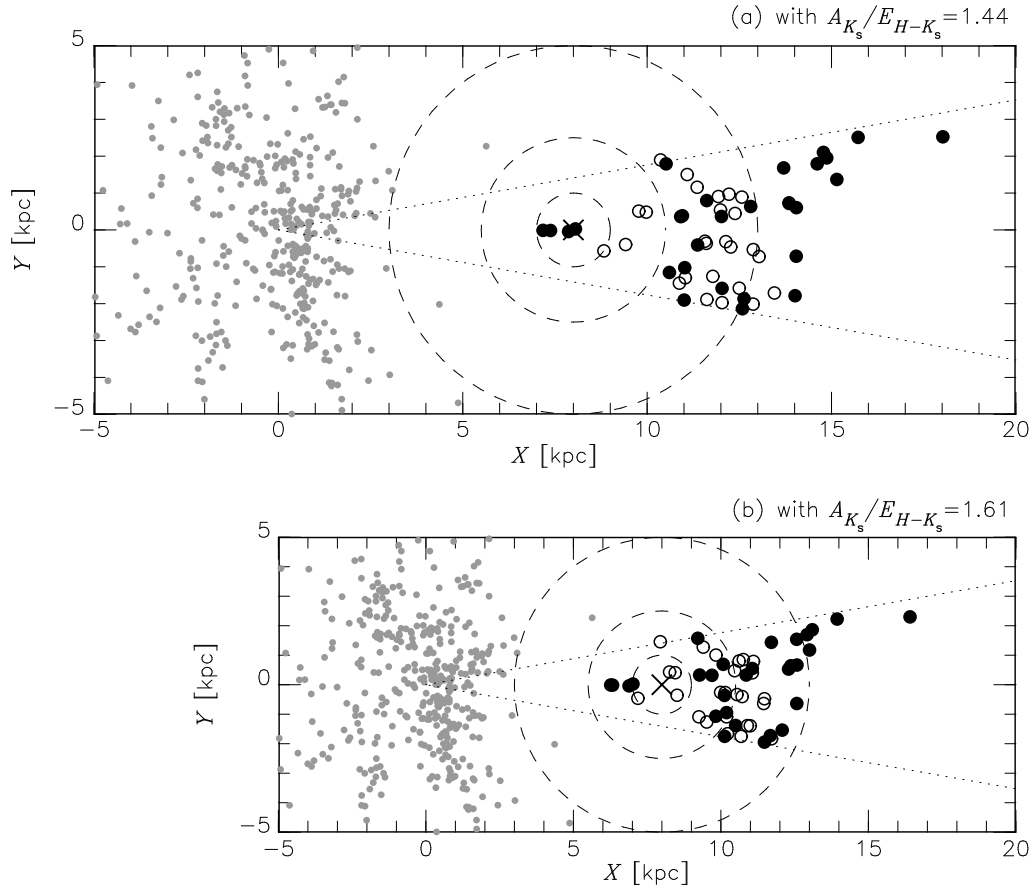 (a) with A_{K_s}/E_{H−K_s}=1.44
5
0
−5
Y [kpc]
−5 0 5 10 15 20
X [kpc]
(b) with A_{K_s}/E_{H−K_s}=1.61
5
0
−5
Y [kpc]
−5 0 5 10 15 20
X [kpc]